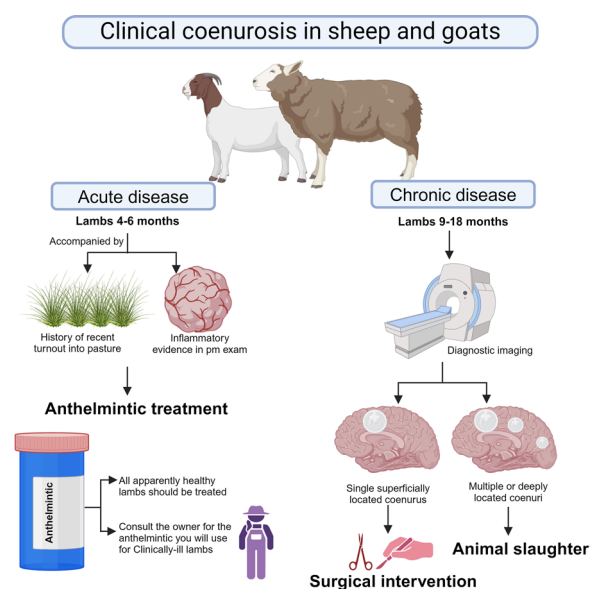 Clinical coenurosis in sheep and goats
Acute disease
Lambs 4-6 months
Accompanied by
History of recent
turnout into pasture
Inflammatory
evidence in pm exam
Anthelmintic treatment
Anthelmintic
All apparently healthy
lambs should be treated
Consult the owner for the
anthelmintic you will use
for Clinically-ill lambs
Chronic disease
Lambs 9-18 months
Diagnostic imaging
Single superficially
located coenurus
Multiple or deeply
located coenuri
Surgical intervention
Animal slaughter